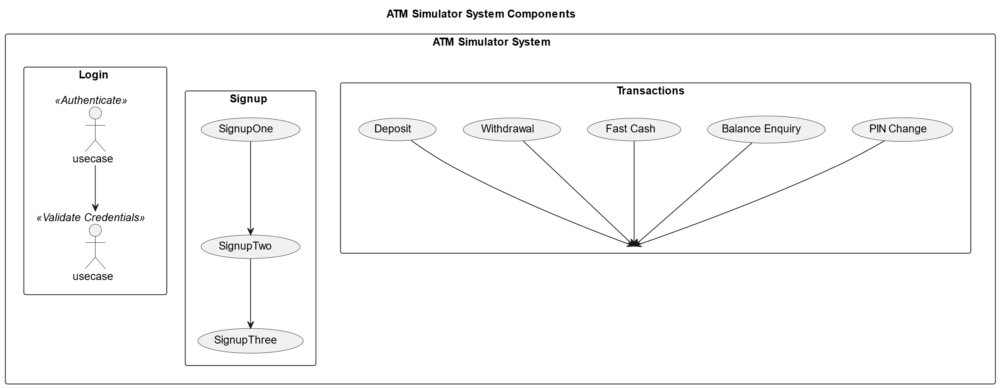 ATM Simulator System Components
ATM Simulator System
Login
«Authenticate»
usecase
«Validate Credentials»
usecase
Signup
SignupOne
SignupTwo
SignupThree
Transactions
Deposit
Withdrawal
Fast Cash
Balance Enquiry
PIN Change